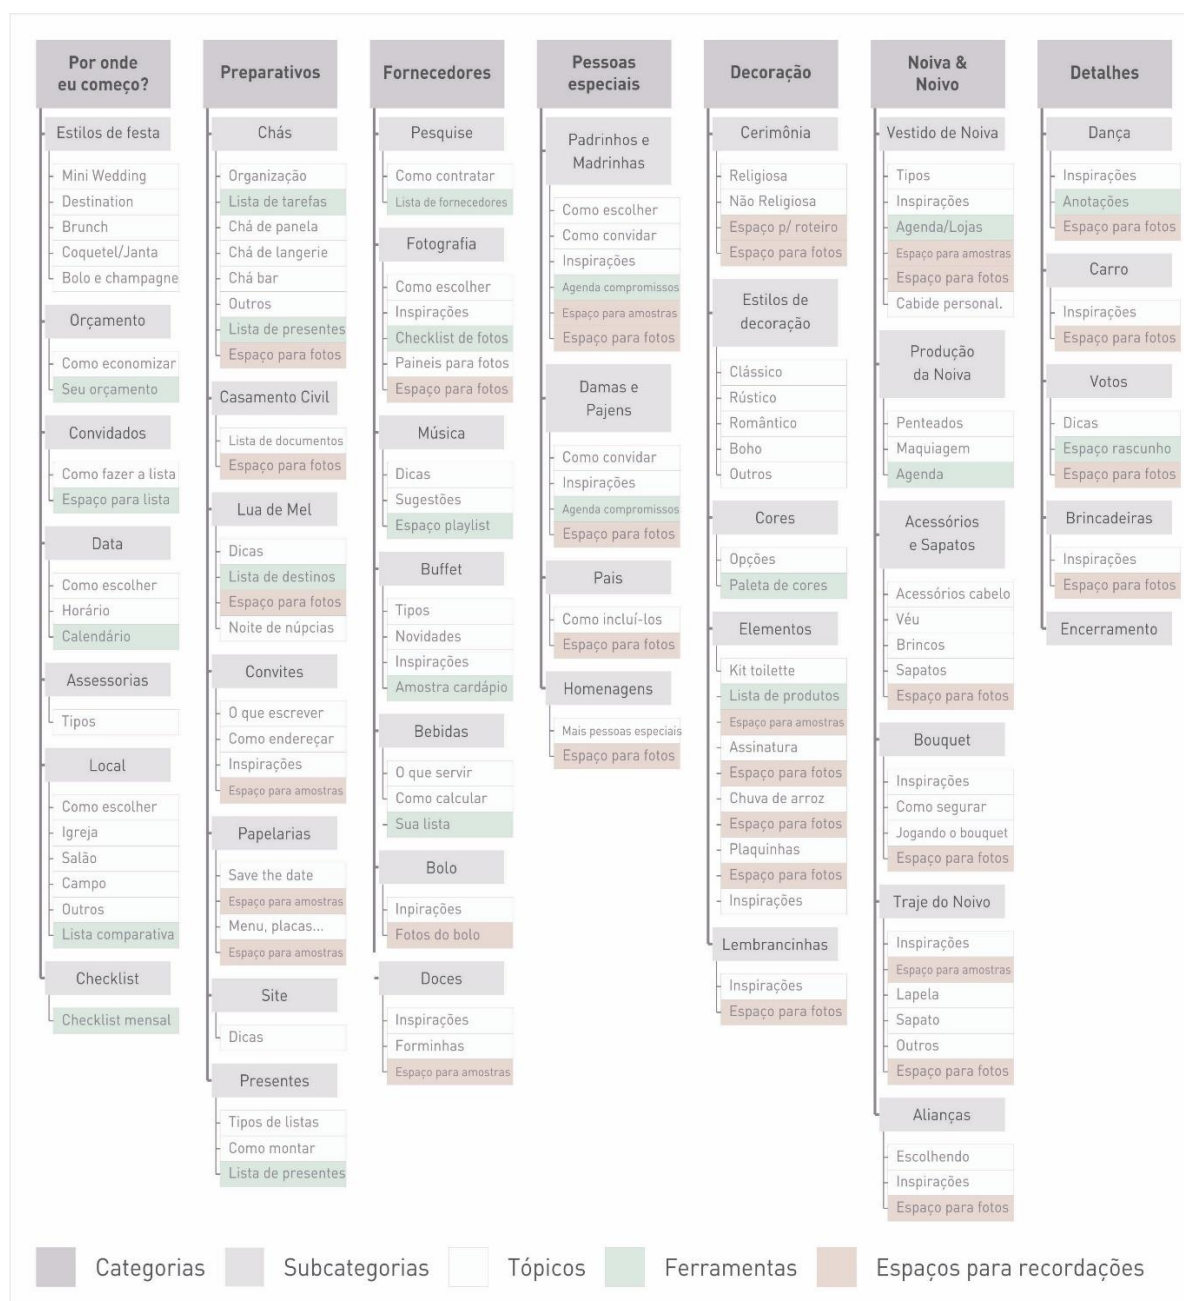 Por onde
eu começo?
Estilos de festa
Mini Wedding
Destination
Brunch
Coquetel/Janta
Bolo e champagne
Orçamento
Como economizar
Seu orçamento
Convidados
Como fazer a lista
Espaço para lista
Data
Como escolher
Horário
Calendário
Assessorias
Tipos
Local
Como escolher
Igreja
Salão
Campo
Outros
Lista comparativa
Checklist
Checklist mensal
Preparativos
Chás
Organização
Lista de tarefas
Chá de panela
Chá de langerie
Chá bar
Outros
Lista de presentes
Espaço para fotos
Casamento Civil
Lista de documentos
Espaço para fotos
Lua de Mel
Dicas
Lista de destinos
Espaço para fotos
Noite de núpcias
Convites
O que escrever
Como endereçar
Inspirações
Espaço para amostras
Papelarias
Save the date
Espaço para amostras
Menu, placas...
Espaço para amostras
Site
Dicas
Presentes
Tipos de listas
Como montar
Lista de presentes
Fornecedores
Pesquise
Como contratar
Lista de fornecedores
Fotografia
Como escolher
Inspirações
Checklist de fotos
Paineis para fotos
Espaço para fotos
Música
Dicas
Sugestões
Espaço playlist
Buffet
Tipos
Novidades
Inspirações
Amostra cardápio
Bebidas
O que servir
Como calcular
Sua lista
Bolo
Inpirações
Fotos do bolo
Doces
Inspirações
Forminhas
Espaço para amostras
Pessoas
especiais
Padrinhos e
Madrinhas
Como escolher
Como convidar
Inspirações
Agenda compromissos
Espaço para amostras
Espaço para fotos
Damas e
Pajens
Como convidar
Inspirações
Agenda compromissos
Espaço para fotos
Pais
Como incluí-los
Espaço para fotos
Homenagens
Mais pessoas especiais
Espaço para fotos
Decoração
Cerimônia
Religiosa
Não Religiosa
Espaço p/ roteiro
Espaço para fotos
Estilos de
decoração
Clássico
Rústico
Romântico
Boho
Outros
Cores
Opções
Paleta de cores
Elementos
Kit toilette
Lista de produtos
Espaço para amostras
Assinatura
Espaço para fotos
Chuva de arroz
Espaço para fotos
Plaquinhas
Espaço para fotos
Inspirações
Lembrancinhas
Inspirações
Espaço para fotos
Noiva &
Noivo
Vestido de Noiva
Tipos
Inspirações
Agenda/Lojas
Espaço para amostras
Espaço para fotos
Cabide personal.
Produção
da Noiva
Penteados
Maquiagem
Agenda
Acessórios
e Sapatos
Acessórios cabelo
Véu
Brincos
Sapatos
Espaço para fotos
Bouquet
Inspirações
Como segurar
Jogando o bouquet
Espaço para fotos
Traje do Noivo
Inspirações
Espaço para amostras
Lapela
Sapato
Outros
Espaço para fotos
Alianças
Escolhendo
Inspirações
Espaço para fotos
Detalhes
Dança
Inspirações
Anotações
Espaço para fotos
Carro
Inspirações
Espaço para fotos
Votos
Dicas
Espaço rascunho
Espaço para fotos
Brincadeiras
Inspirações
Espaço para fotos
Encerramento
Categorias
Subcategorias
Tópicos
Ferramentas
Espaços para recordações